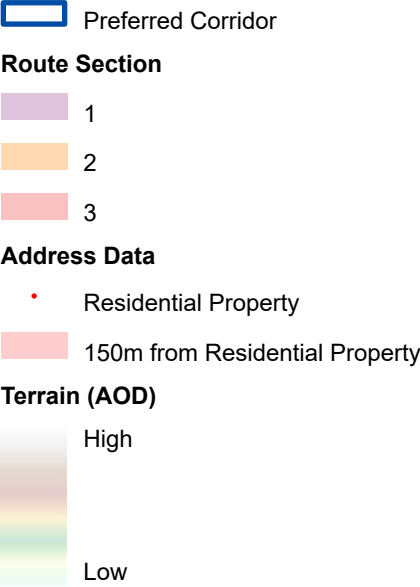 Preferred Corridor
Route Section
1
2
3
Address Data
Residential Property
150m from Residential Property
Terrain (AOD)
High
Low